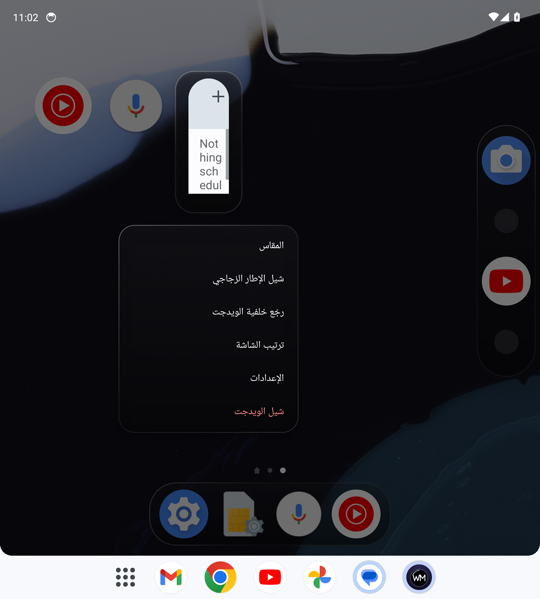 11:02
Not
hing
sch
edul
المقاس
شيل الإطار الزجاجي
رجّع خلفية الويدجت
ترتيب الشاشة
الإعدادات
شيل الويدجت
WM